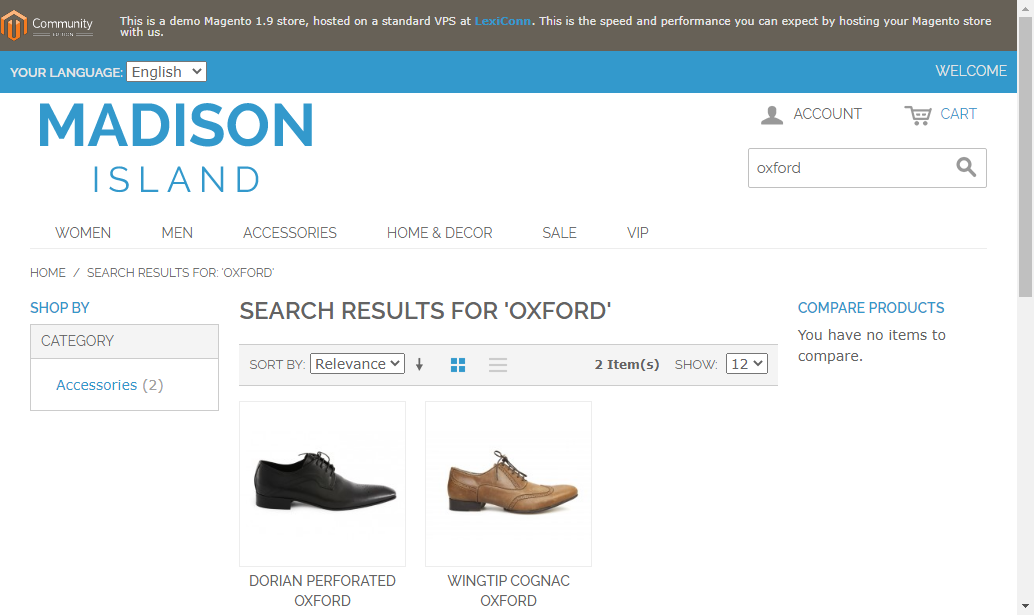 Community
This is a demo Magento 1.9 store, hosted on a standard VPS at LexiConn. This is the speed and performance you can expect by hosting your Magento store
with us.
YOUR LANGUAGE: English
WELCOME
MADISON
ISLAND
ACCOUNT
CART
oxford
WOMEN
MEN
ACCESSORIES
HOME & DECOR
SALE
VIP
HOME / SEARCH RESULTS FOR: 'OXFORD'
SHOP BY
CATEGORY
Accessories (2)
SEARCH RESULTS FOR 'OXFORD'
SORT BY: Relevance
2 Item(s)
SHOW: 12
DORIAN PERFORATED
OXFORD
WINGTIP COGNAC
OXFORD
COMPARE PRODUCTS
You have no items to
compare.